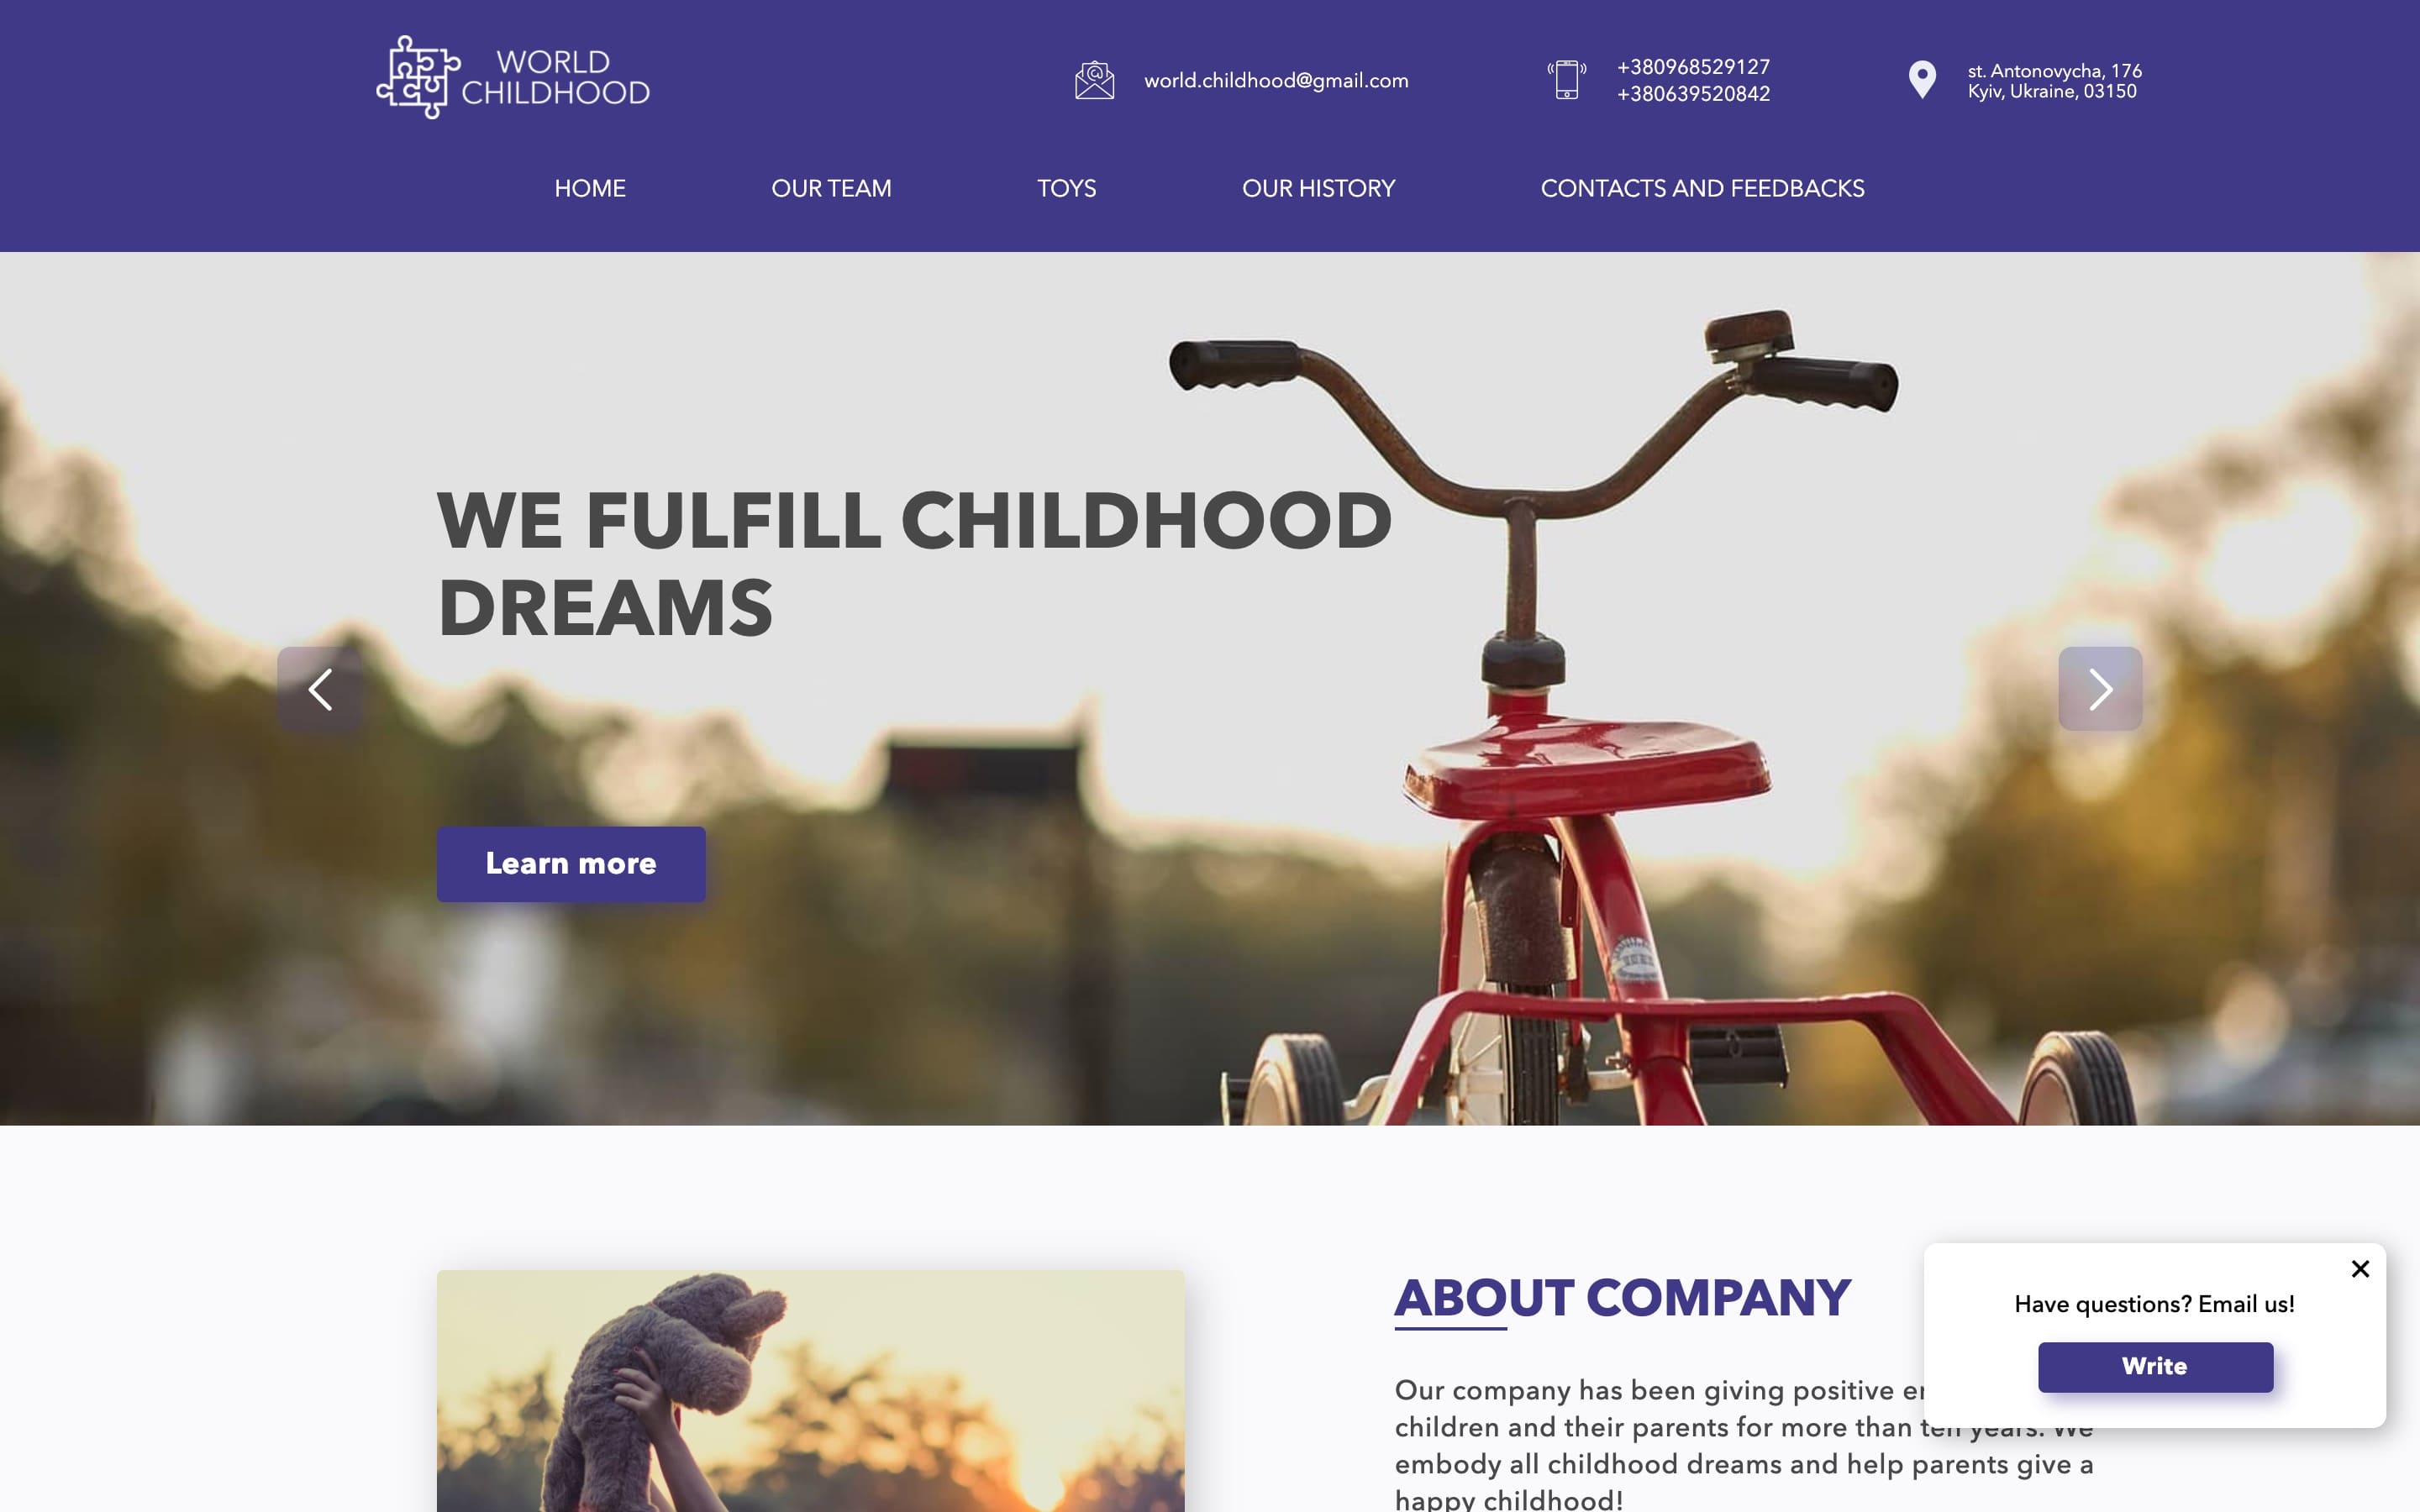 WORLD
CHILDHOOD
world.childhood@gmail.com
+380968529127
+380639520842
st. Antonovycha, 176
Kyiv, Ukraine, 03150
HOME
OUR TEAM
TOYS
OUR HISTORY
CONTACTS AND FEEDBACKS
WE FULFILL CHILDHOOD
DREAMS
Learn more
ABOUT COMPANY
Our company has been giving positive
children and their parents for more than ten years. We
embody all childhood dreams and help parents give a
happy childhood!
Have questions? Email us!
Write